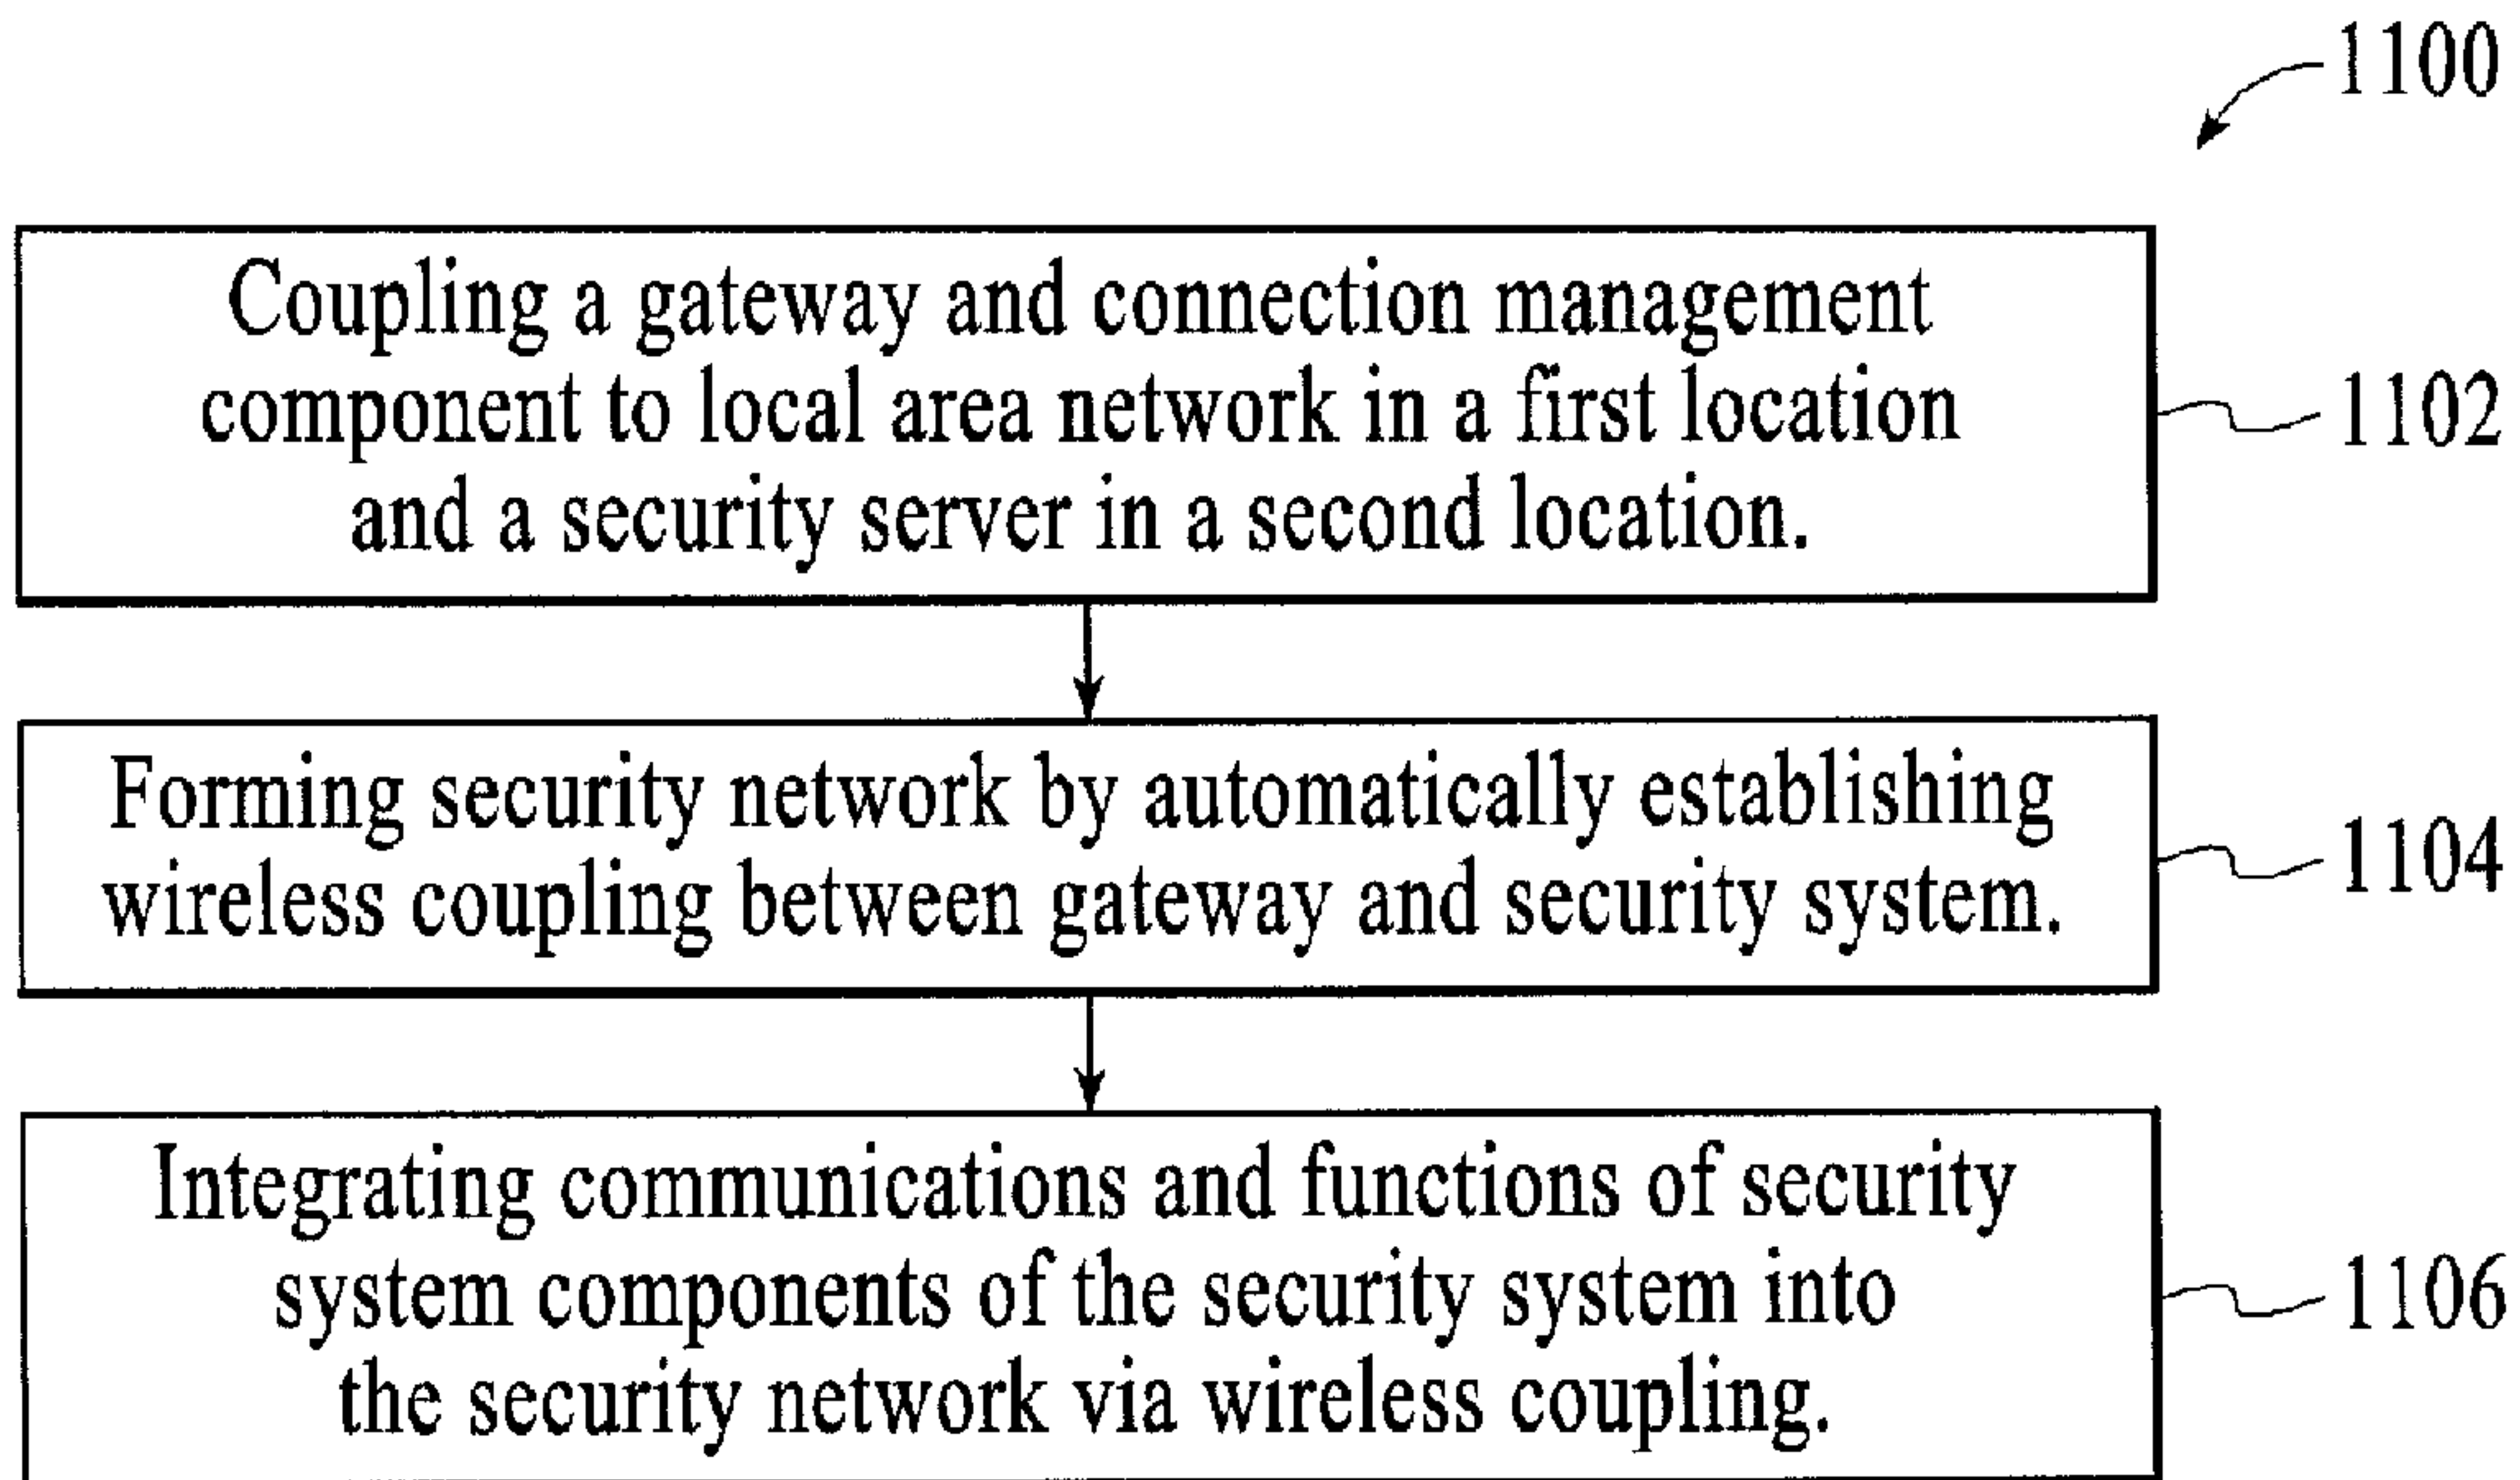 1100
Coupling a gateway and connection management
component to local area network in a first location
and a security server in a second location.
1102
Forming security network by automatically establishing
wireless coupling between gateway and security system.
1104
Integrating communications and functions of security
system components of the security system into
the security network via wireless coupling.
1106